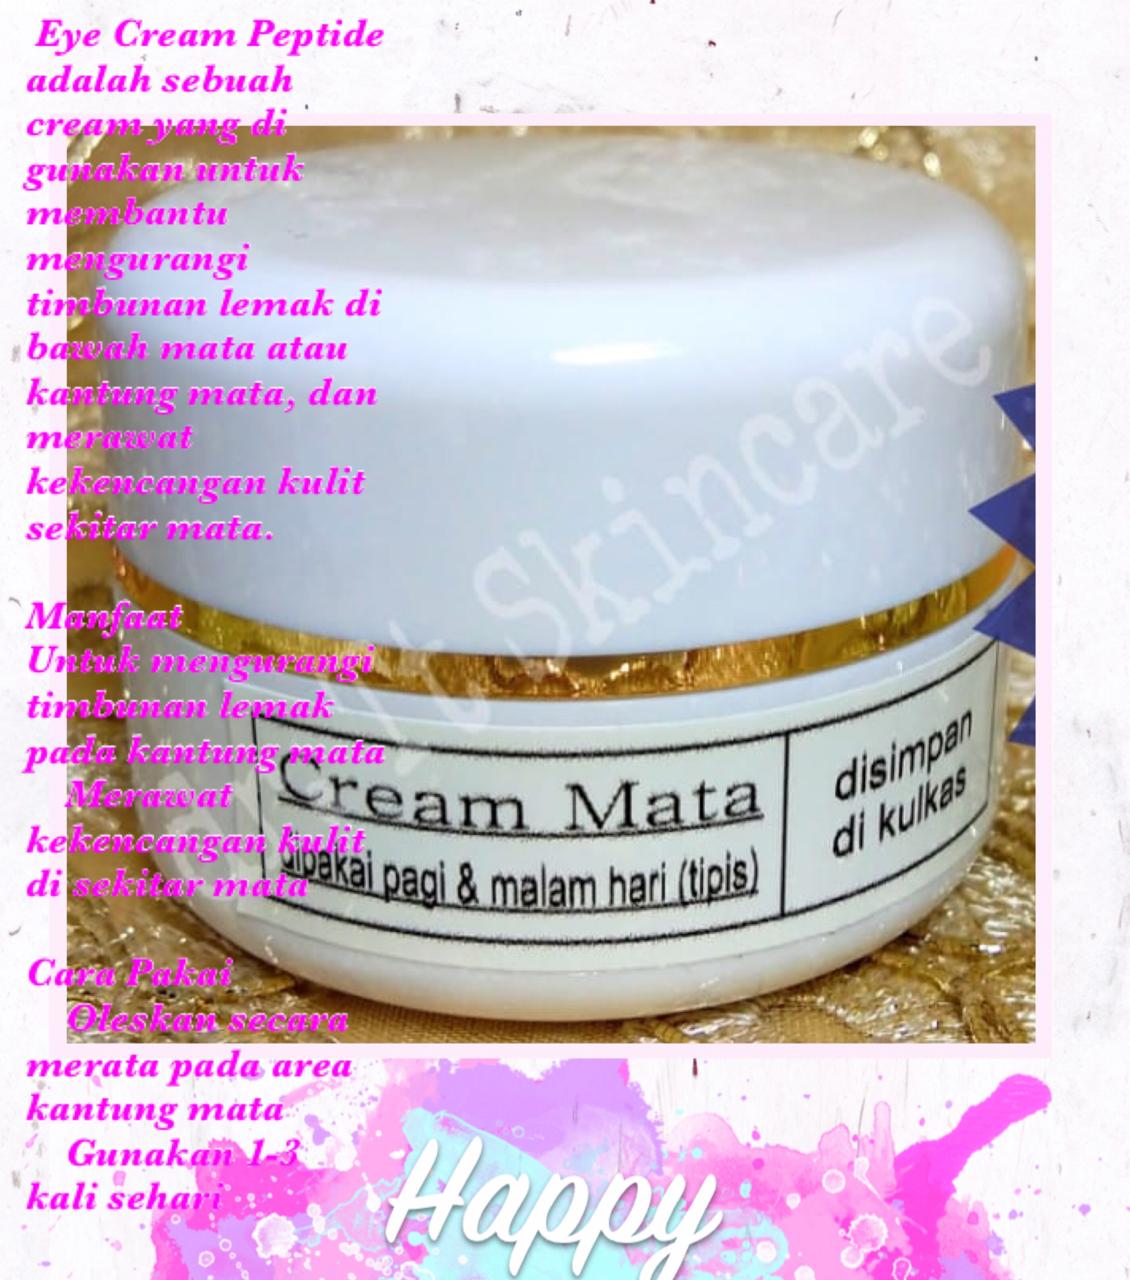 Eye Cream Peptide
adalah sebuah
cream yang di
gunakan untuk
membantu
mengurangi
timbunan lemak di
bawah mata atau
kantung mata, dan
merawat
kekencangan kulit
sekitar mata.
Manfaat
Untuk mengurangi
timbunan lemak
pada kantung mata
Merawat
kekencangan kulit
di sekitar mata
Cara Pakai
Oleskan secara
merata pada area
kantung mata
Gunakan 1-3
kali sehari
Skincare
Cream Mata
dipakai pagi & malam hari (tipis)
disimpan
di kulkas
Happy